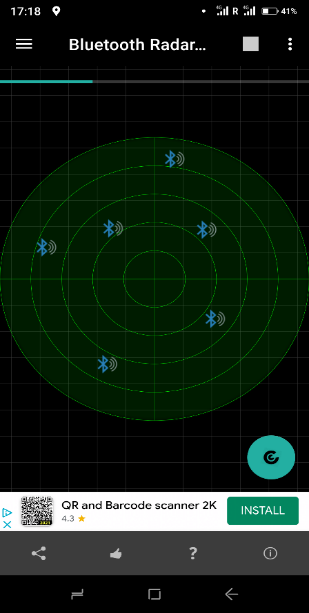 17:18
4G R 4G 41%
Bluetooth Radar...
QR and Barcode scanner 2K
4.3
INSTALL
?